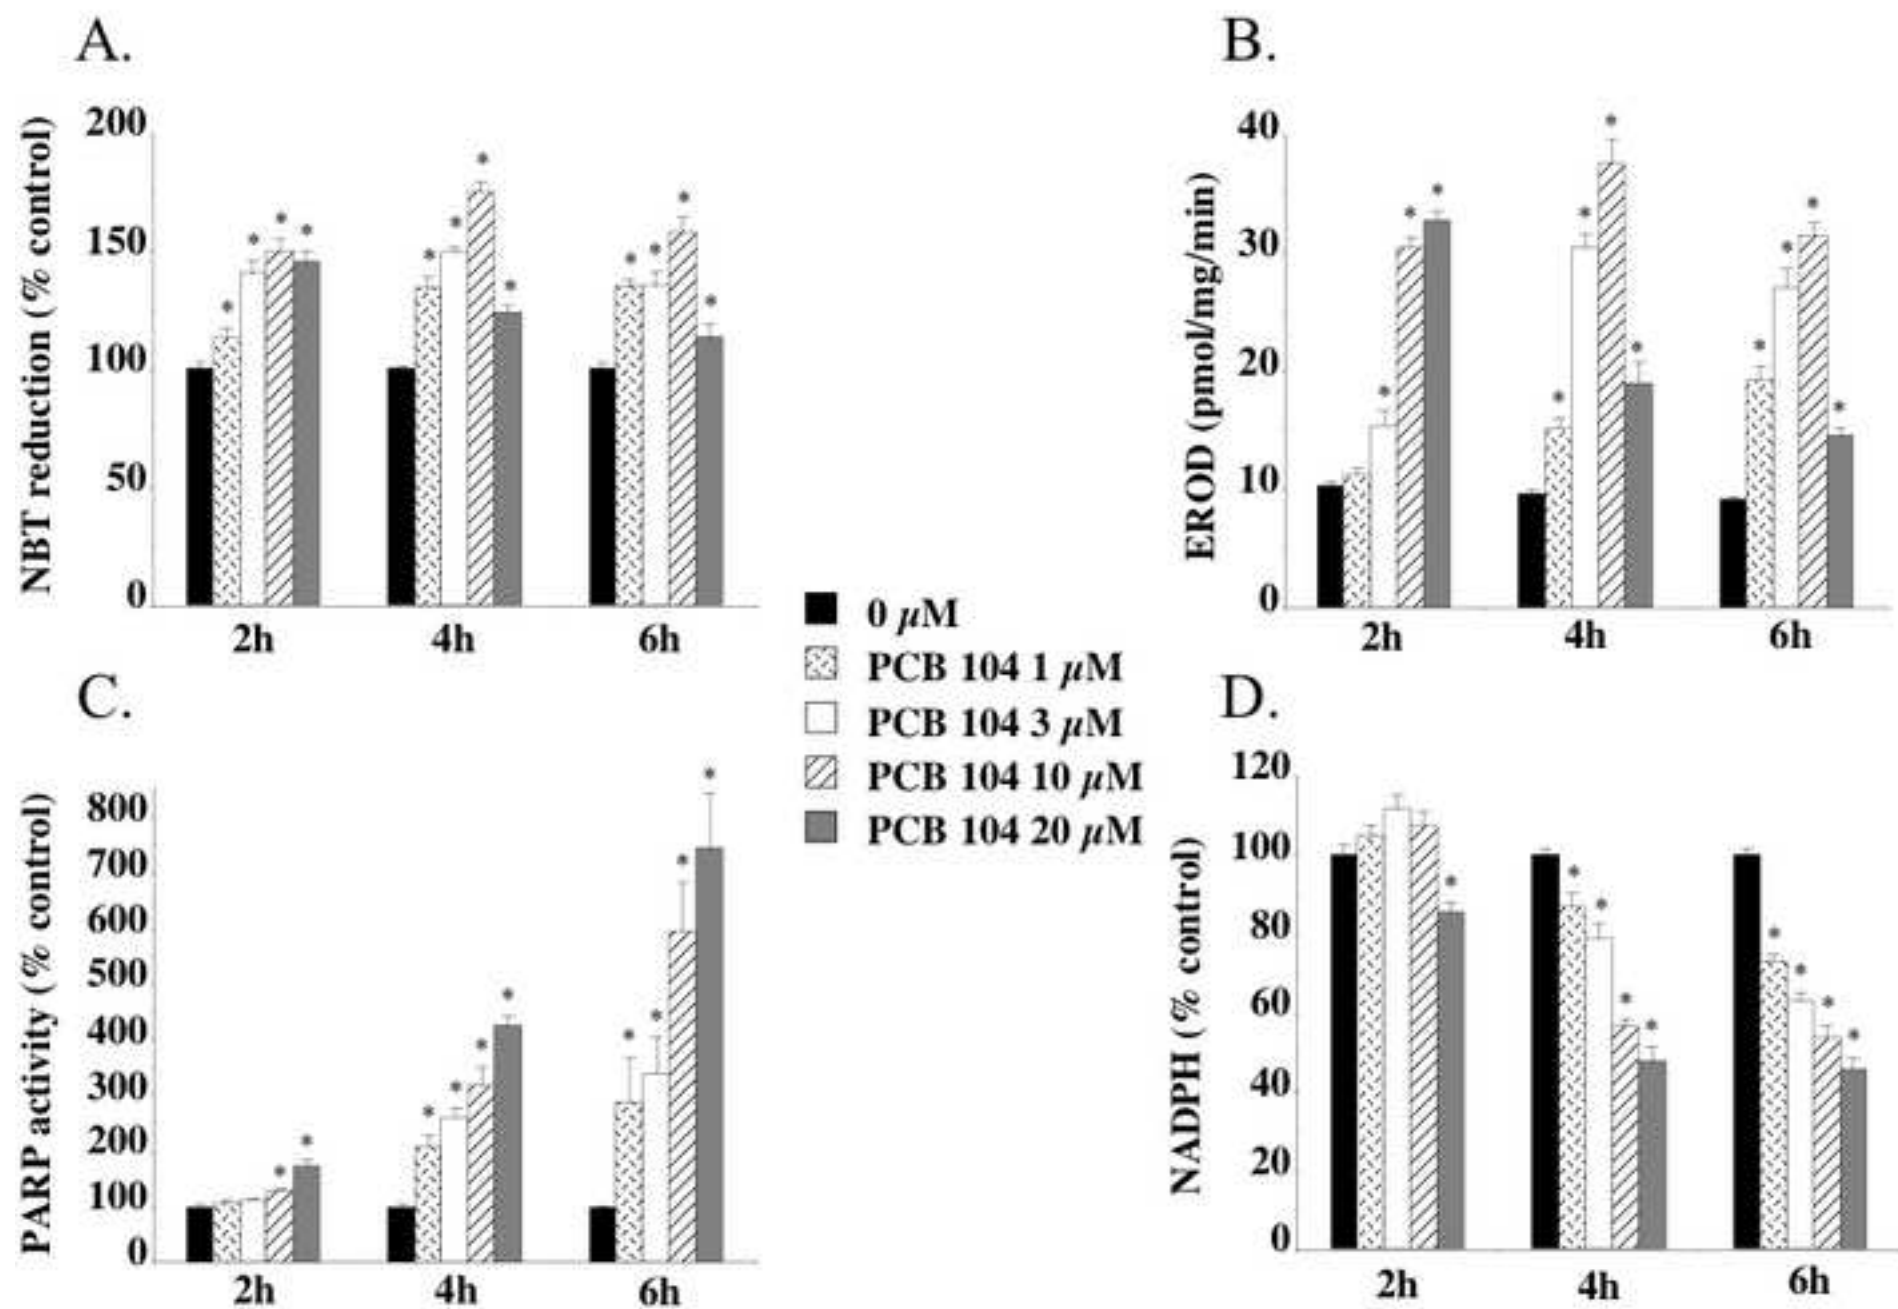 A.
NBT reduction (% control)
200
150
100
50
0
2h 4h 6h
B.
EROD (pmol/mg/min)
40
30
20
10
0
2h 4h 6h
0 µM
PCB 104 1 µM
PCB 104 3 µM
PCB 104 10 µM
PCB 104 20 µM
C.
PARP activity (% control)
800
700
600
500
400
300
200
100
0
2h 4h 6h
D.
NADPH (% control)
120
100
80
60
40
20
0
2h 4h 6h